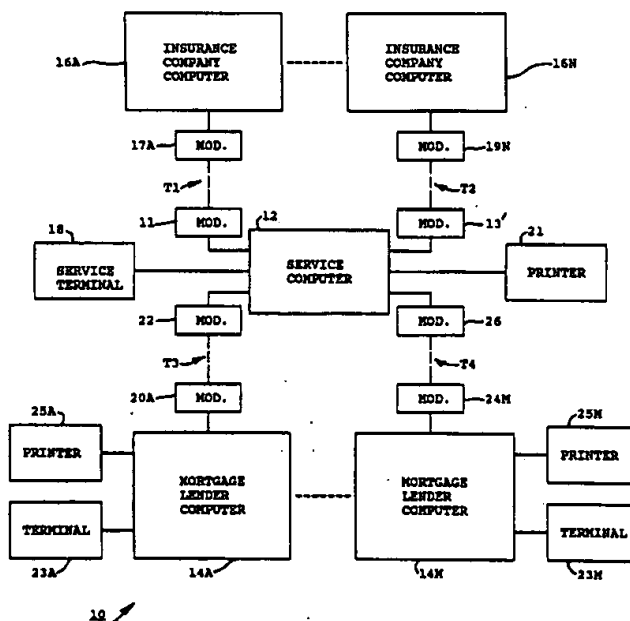 INSURANCE COMPANY COMPUTER
16A
INSURANCE COMPANY COMPUTER
16N
17A
MOD.
MOD.
19N
T1
T2
11
MOD.
12
MOD.
13'
18
SERVICE TERMINAL
SERVICE COMPUTER
21
PRINTER
22
MOD.
MOD.
26
T3
T4
20A
MOD.
MOD.
24M
25A
PRINTER
MORTGAGE LENDER COMPUTER
MORTGAGE LENDER COMPUTER
25M
PRINTER
TERMINAL
TERMINAL
23A
14A
14M
23M
10